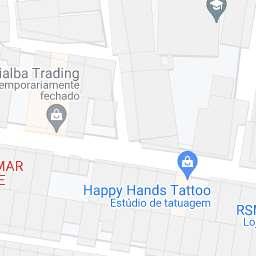 ialba Trading
emporariamente
fechado
Happy Hands Tattoo
Estúdio de tatuagem
MAR
E
RSM
Lo